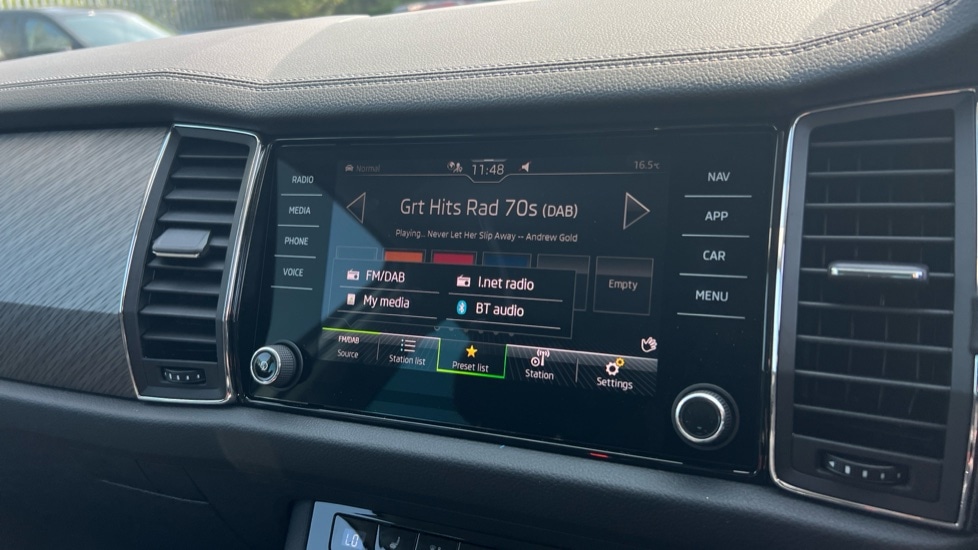 Normal 11:48 16.5°C
RADIO
MEDIA
PHONE
VOICE
Grt Hits Rad 70s (DAB)
Playing.. Never Let Her Slip Away -- Andrew Gold
FM/DAB
I.net radio
My media
BT audio
Empty
FM/DAB
Source
Station list
Preset list
Station
Settings
NAV
APP
CAR
MENU
LO